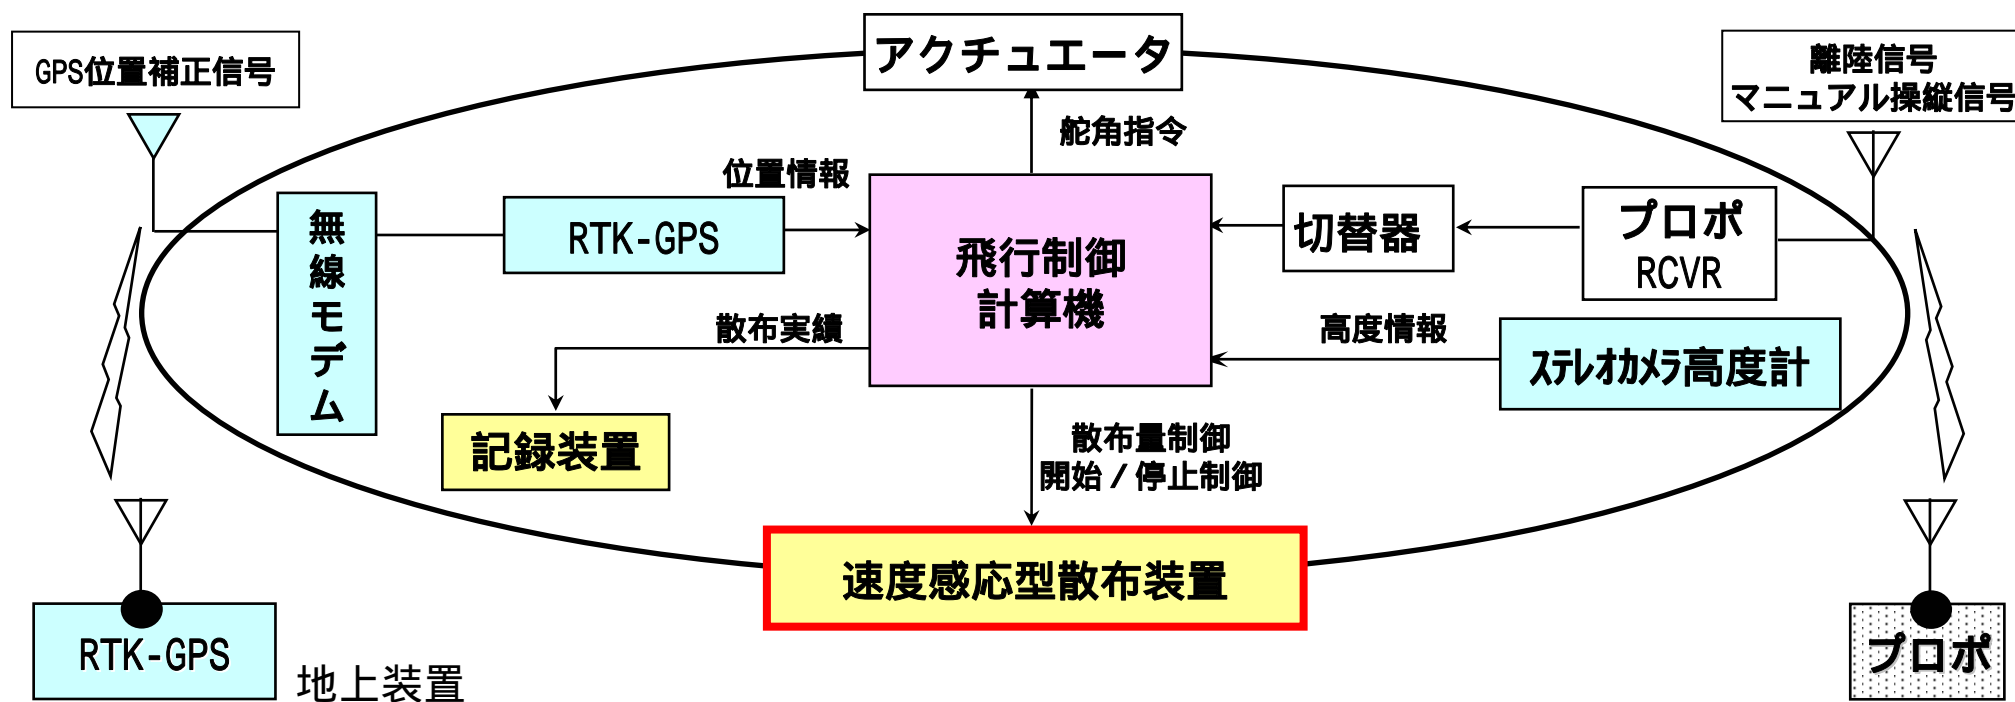 アクチュエータ
GPS位置補正信号
離陸信号
マニュアル操縦信号
舵角指令
位置情報
無線モデム
RTK-GPS
飛行制御
計算機
切替器
プロポ
RCVR
散布実績
高度情報
ｽﾃﾚｵｶﾒﾗ高度計
記録装置
散布量制御
開始/停止制御
速度感応型散布装置
RTK-GPS
地上装置
プロポ